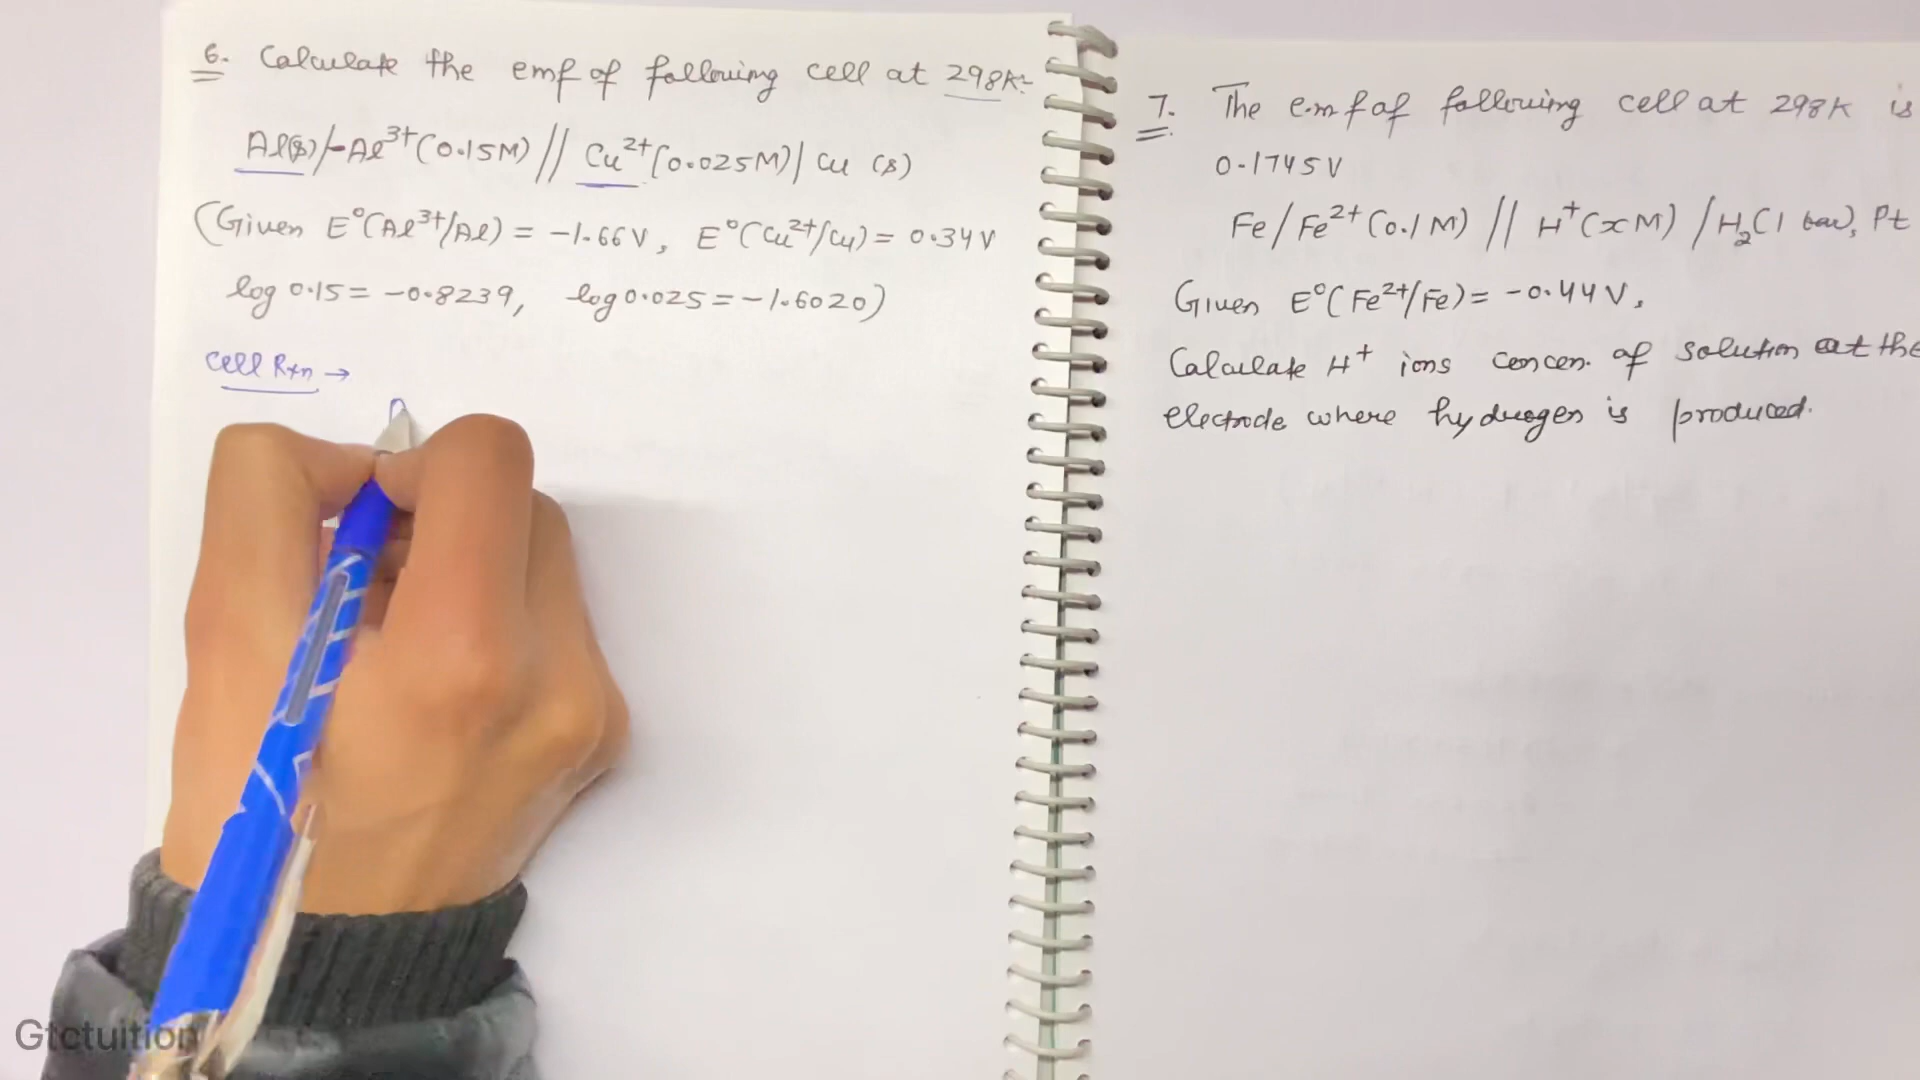 6. Calculate the emf of following cell at 298K:-
Al(s)/Al³⁺(0.15M) // Cu²⁺(0.025M)/ Cu (s)
(Given E°(Al³⁺/Al) = -1.66V, E°(Cu²⁺/Cu) = 0.34V
log 0.15 = -0.8239, log 0.025 = -1.6020)
Cell Rxn →
7. The e.m.f of following cell at 298K is
0.1745V
Fe/Fe²⁺(0.1M) // H⁺(xM) /H₂(1 bar), Pt
Given E°(Fe²⁺/Fe) = -0.44V,
Calculate H⁺ ions concen. of solution at the
electrode where hydrogen is produced.
Gtctuition